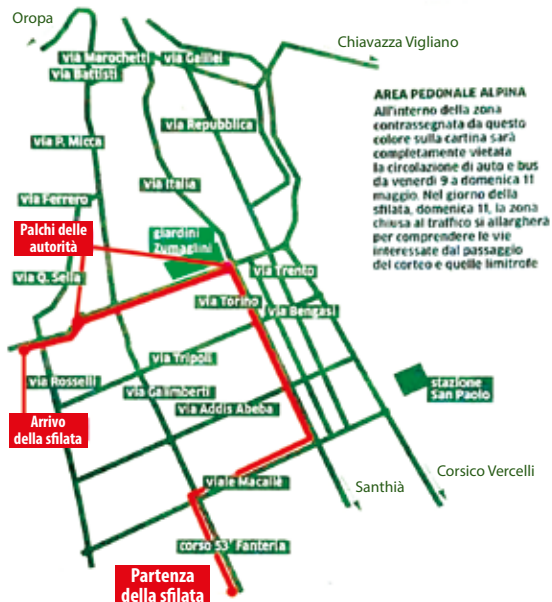 Oropa
Chiavazza Vigliano
via Marochetti
via Galilei
via Battisti
AREA PEDONALE ALPINA
All'interno della zona
contrassegnata da questo
colore sulla cartina sarà
completamente vietata
la circolazione di auto e bus
da venerdì 9 a domenica 11
maggio. Nel giorno della
sfilata, domenica 11, la zona
chiusa al traffico si allargherà
per comprendere le vie
interessate dal passaggio
del corteo e quelle limitrofe
via Repubblica
via P. Micca
via Italia
via Ferrero
Palchi delle
autorità
giardini
Zumaglini
via Q. Sella
via Trento
via Torino
via Bengasi
via Tripoli
via Rosselli
via Galimberti
via Addis Abeba
stazione
San Paolo
Arrivo
della sfilata
Corsico Vercelli
Santhià
viale Macallè
corso 53° Fanteria
Partenza
della sfilata